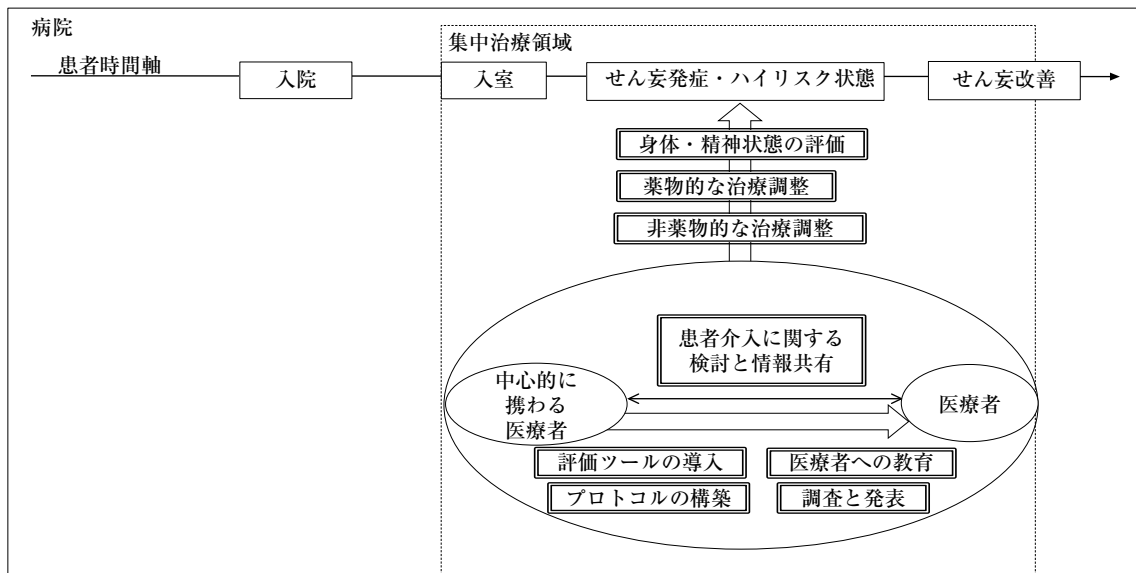 病院
集中治療領域
患者時間軸
入院
入室
せん妄発症・ハイリスク状態
せん妄改善
身体・精神状態の評価
薬物的な治療調整
非薬物的な治療調整
患者介入に関する
検討と情報共有
中心的に
携わる
医療者
医療者
評価ツールの導入
医療者への教育
プロトコルの構築
調査と発表